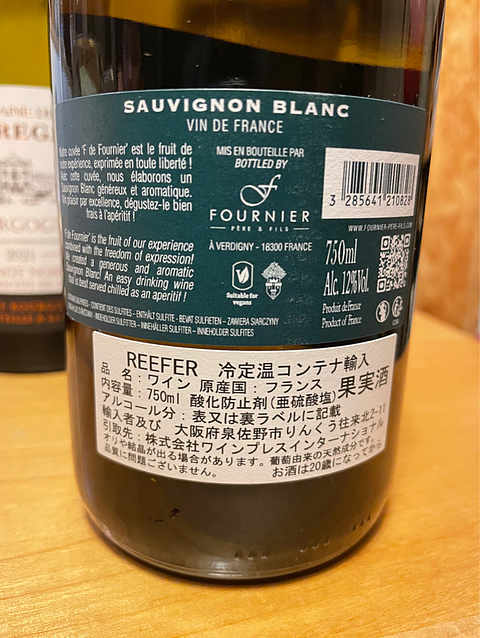 SAUVIGNON BLANC
VIN DE FRANCE
Notre cuvée 'F de Fournier' est le fruit de
notre expérience, exprimée en toute liberté !
Avec cette cuvée, nous élaborons un
Sauvignon Blanc généreux et aromatique.
Vin plaisir par excellence, dégustez-le bien
frais à l'apéritif !
'F de Fournier' is the fruit of our experience
combined with the freedom of expression!
We created a generous and aromatic
Sauvignon Blanc! An easy drinking wine
best served chilled as an aperitif !
MIS EN BOUTEILLE PAR
BOTTLED BY
FOURNIER
PÈRE & FILS
À VERDIGNY - 18300 FRANCE
Suitable for
vegans
3 285641 210828
WWW.FOURNIER-PERE-FILS.COM
750ml
Alc. 12%Vol.
Produit de France
Product of France
CONTIENT DES SULFITES - CONTENT DES SULFITES - ENTHÄLT SULFITE - BEVAT SULFIETEN - ZAWIERA SIARCZYNY
INDEHOLDER SULFITTER - INNEHÅLLER SULFITER - INNEHOLDER SULFITES
REEFER 冷定温コンテナ輸入
品名：ワイン 原産国：フランス 果実酒
内容量：750ml 酸化防止剤(亜硫酸塩)
アルコール分：表又は裏ラベルに記載
輸入者及び 大阪府泉佐野市りんくう往来北2-11
引取先：株式会社ワインプレスインターナショナル
オリや結晶が出る場合があります。葡萄由来の天然成分です。
品質に問題ございません。 お酒は20歳になってから